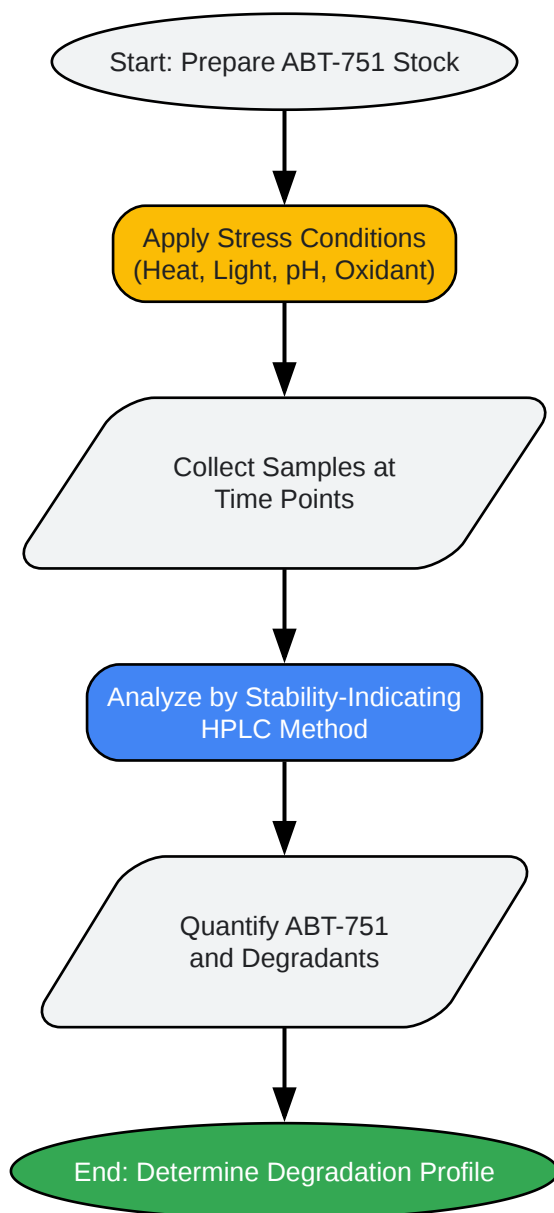 Start: Prepare ABT-751 Stock
Apply Stress Conditions
(Heat, Light, pH, Oxidant)
Collect Samples at
Time Points
Analyze by Stability-Indicating
HPLC Method
Quantify ABT-751
and Degradants
End: Determine Degradation Profile